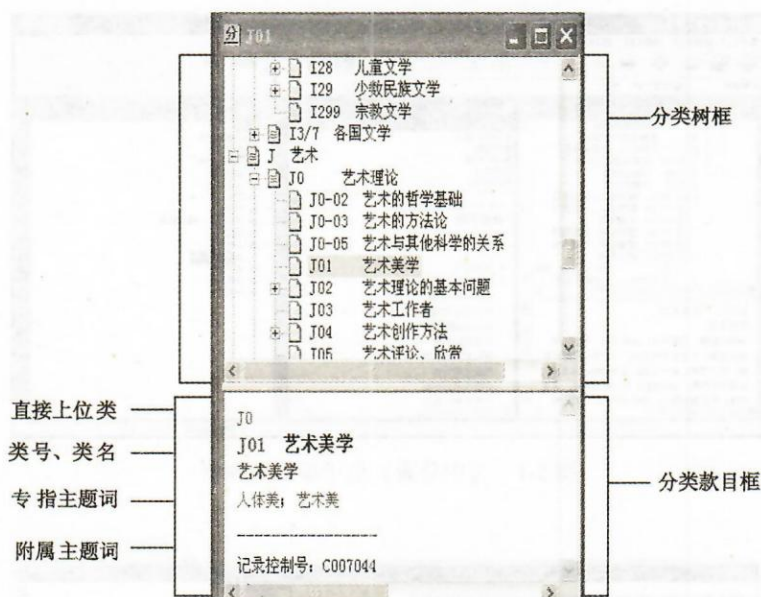 分 J01
I28 儿童文学
I29 少数民族文学
I299 宗教文学
I3/7 各国文学
J 艺术
J0 艺术理论
J0-02 艺术的哲学基础
J0-03 艺术的方法论
J0-05 艺术与其他科学的关系
J01 艺术美学
J02 艺术理论的基本问题
J03 艺术工作者
J04 艺术创作方法
J05 艺术评论、欣赏
分类树框
直接上位类
类号、类名
专指主题词
附属主题词
J0
J01 艺术美学
艺术美学
人体美; 艺术美
记录控制号: C007044
分类款目框